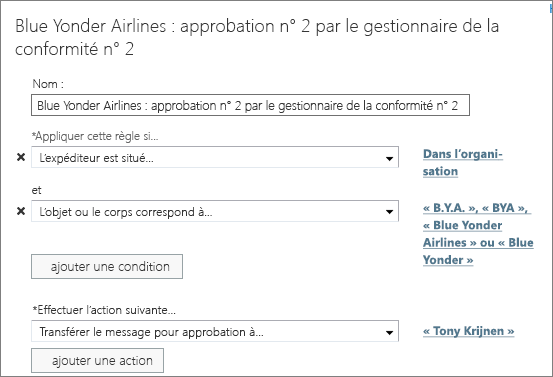 Blue Yonder Airlines : approbation n° 2 par le gestionnaire de la
conformité n° 2
Nom :
Blue Yonder Airlines : approbation n° 2 par le gestionnaire de la conformité n° 2
*Appliquer cette règle si...
L'expéditeur est situé...
Dans l'organi-
sation
et
L'objet ou le corps correspond à...
« B.Y.A. », « BYA »,
« Blue Yonder
Airlines » ou « Blue
Yonder »
ajouter une condition
*Effectuer l'action suivante...
Transférer le message pour approbation à...
« Tony Krijnen »
ajouter une action